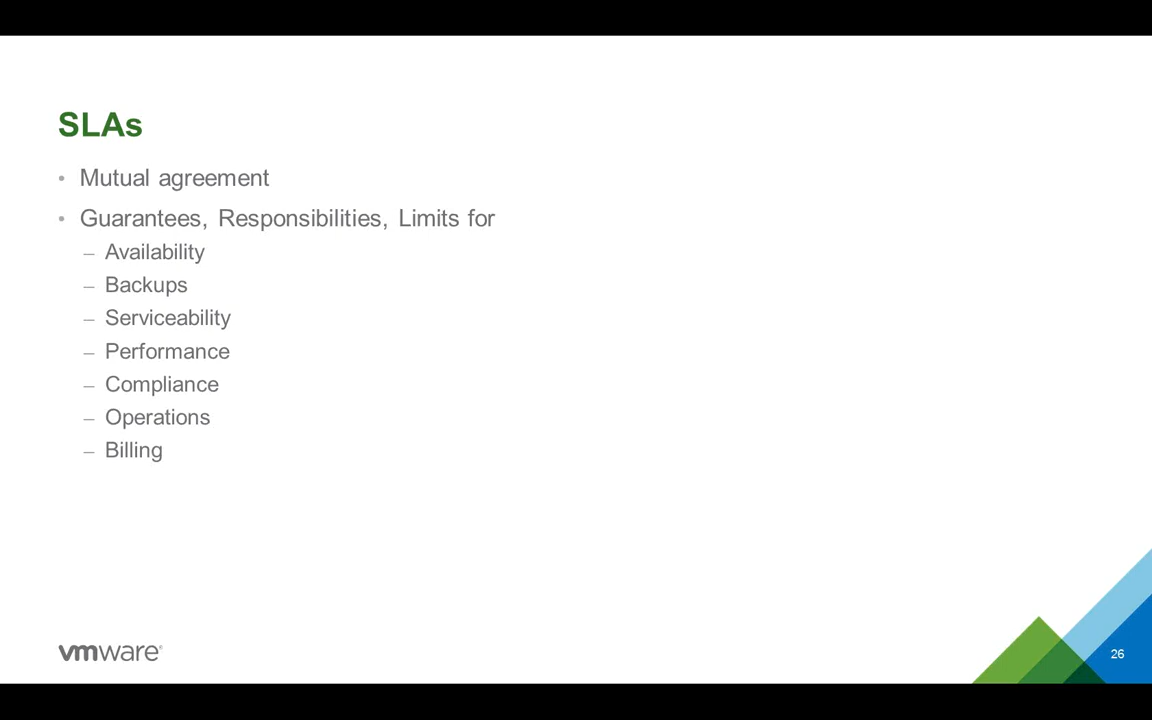 SLAs
• Mutual agreement
• Guarantees, Responsibilities, Limits for
– Availability
– Backups
– Serviceability
– Performance
– Compliance
– Operations
– Billing
vmware®
26